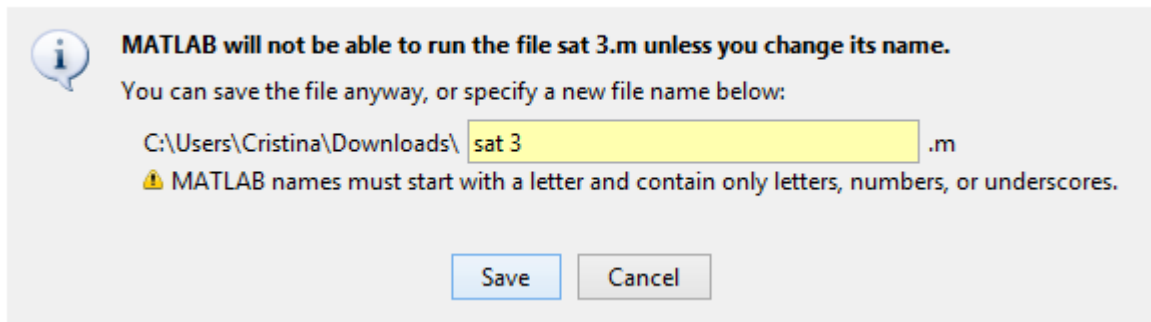 MATLAB will not be able to run the file sat 3.m unless you change its name.
You can save the file anyway, or specify a new file name below:
C:\Users\Cristina\Downloads\ sat 3 .m
MATLAB names must start with a letter and contain only letters, numbers, or underscores.
Save Cancel